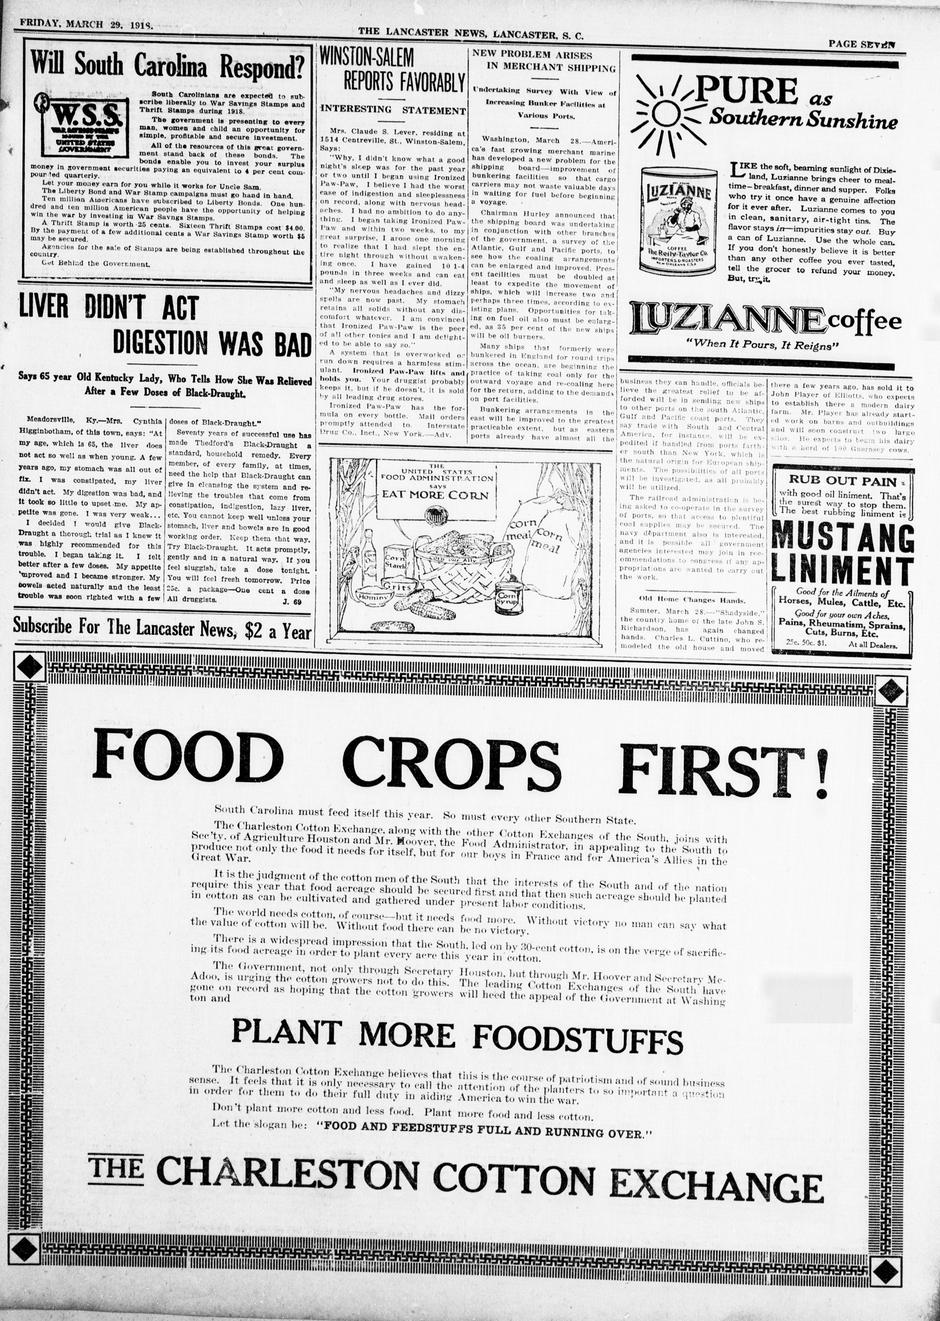 FRIDAY, MARCH 29, 1918.
THE LANCASTER NEWS, LANCASTER, S. C.
PAGE SEVEN
Will South Carolina Respond?
W.S.S.
WAR SAVINGS STAMPS
ISSUED BY THE
UNITED STATES
GOVERNMENT
South Carolinians are expected to sub-
scribe liberally to War Savings Stamps and
Thrift Stamps during 1918.
The government is presenting to every
man, women and child an opportunity for
simple, profitable and secure investment.
All of the resources of this great govern-
ment stand back of these bonds. The
bonds enable you to invest your surplus
money in government securities paying an equivalent to 4 per cent com-
pounded quarterly.
Let your money earn for you while it works for Uncle Sam.
The Liberty Bond and War Stamp campaigns must go hand in hand.
Ten million Americans have subscribed to Liberty Bonds. One hun-
dred and ten million American people have the opportunity of helping
win the war by investing in War Savings Stamps.
A Thrift Stamp is worth 25 cents. Sixteen Thrift Stamps cost $4.00.
By the payment of a few additional cents a War Savings Stamp worth $5
may be secured.
Agencies for the sale of Stamps are being established throughout the
country.
Get Behind the Government.
LIVER DIDN'T ACT
DIGESTION WAS BAD
Says 65 year Old Kentucky Lady, Who Tells How She Was Relieved
After a Few Doses of Black-Draught.
Meadorsville, Ky.—Mrs. Cynthia
Higginbotham, of this town, says: "At
my age, which is 65, the liver does
not act so well as when young. A few
years ago, my stomach was all out of
fix. I was constipated, my liver
didn't act. My digestion was bad, and
it took so little to upset me. My ap-
petite was gone. I was very weak...
I decided I would give Black-
Draught a thorough trial as I knew it
was highly recommended for this
trouble. I began taking it. I felt
better after a few doses. My appetite
improved and I became stronger. My
bowels acted naturally and the least
trouble was soon righted with a few
doses of Black-Draught."
Seventy years of successful use has
made Thedford's Black-Draught a
standard, household remedy. Every
member, of every family, at times,
need the help that Black-Draught can
give in cleansing the system and re-
lieving the troubles that come from
constipation, indigestion, lazy liver,
etc. You cannot keep well unless your
stomach, liver and bowels are in good
working order. Keep them that way.
Try Black-Draught. It acts promptly,
gently and in a natural way. If you
feel sluggish, take a dose tonight.
You will feel fresh tomorrow. Price
25c. a package—One cent a dose
All druggists. J. 69
Subscribe For The Lancaster News, $2 a Year
WINSTON-SALEM
REPORTS FAVORABLY
INTERESTING STATEMENT
Mrs. Claude S. Lever, residing at
1514 Centreville, St., Winston-Salem,
Says:
"Why, I didn't know what a good
night's sleep was for the past year
or two until I began using Ironized
Paw-Paw, I believe I had the worst
case of indigestion and sleeplessness
on record, along with nervous head
aches. I had no ambition to do any-
thing. I began taking Ironized Paw-
Paw and within two weeks, to my
great surprise, I arose one morning
to realize that I had slept the en-
tire night through without awaken-
ing once. I have gained 10 1-4
pounds in three weeks and can eat
and sleep as well as I ever did.
"My nervous headaches and dizzy
spells are now past. My stomach
retains all solids without any dis-
comfort whatever. I am convinced
that Ironized Paw-Paw is the peer
of all other tonics and I am delight-
ed to be able to say so."
A system that is overworked or
run down requires a harmless stim-
ulant. Ironized Paw-Paw lifts and
holds you. Your druggist probably
keeps it, but if he doesn't, it is sold
by all leading drug stores.
Ironized Paw-Paw has the for-
mula on every bottle. Mail orders
promptly attended to. Interstate
Drug Co., Inct., New York.—Adv.
NEW PROBLEM ARISES
IN MERCHANT SHIPPING
Undertaking Survey With View of
Increasing Bunker Facilities at
Various Ports.
Washington, March 28.—Ameri-
ca's fast growing merchant marine
has developed a new problem for the
shipping board—improvement of
bunkering facilities so that cargo
carriers may not waste valuable days
in waiting for fuel before beginning
a voyage.
Chairman Hurley announced that
the shipping board was undertaking
in conjunction with other branches
of the government, a survey of the
Atlantic, Gulf and Pacific ports, to
see how the coaling arrangements
can be enlarged and improved. Pres-
ent facilities must be doubled at
least to expedite the movement of
ships, which will increase two and
perhaps three times, according to ex-
isting plans. Opportunities for tak-
ing on fuel oil also must be enlarg-
ed, as 35 per cent of the new ships
will be oil burners.
Many ships that formerly were
bunkered in England for round trips
across the ocean, are beginning the
practice of taking coal only for the
outward voyage and re-coaling here
for the return, adding to the demands
on port facilities.
Bunkering arrangements in the
east will be improved to the greatest
practicable extent, but as eastern
ports already have almost all the
THE
UNITED STATES
FOOD ADMINISTRATION
SAYS
EAT MORE CORN
corn
meal
corn
meal
Hominy
Grits
Corn
Syrup
PURE as
Southern Sunshine
LUZIANNE
COFFEE
The Reily-Taylor Co.
NEW ORLEANS, U.S.A.
LIKE the soft, beaming sunlight of Dixie-
land, Luzianne brings cheer to meal-
time—breakfast, dinner and supper. Folks
who try it once have a genuine affection
for it ever after. Luzianne comes to you
in clean, sanitary, air-tight tins. The
flavor stays in—impurities stay out. Buy
a can of Luzianne. Use the whole can.
If you don't honestly believe it is better
than any other coffee you ever tasted,
tell the grocer to refund your money.
But, try it.
LUZIANNE coffee
"When It Pours, It Reigns"
business they can handle, officials be-
lieve the greatest relief to be af-
forded will be in sending new ships
to other ports on the south Atlantic,
Gulf and Pacific coast ports. They
say trade with South and Central
America, for instance, will be ex-
pedited if handled from ports farth-
er south than New York, which is
the natural origin for European ship-
ments. The possibilities of all ports
will be investigated, as all probably
will be utilized.
The railroad administration is be-
ing asked to co-operate in the survey
of ports, so that access to plentiful
coal supplies may be secured. The
navy department also is interested,
and it is possible all government
agencies interested may join in rec-
ommendations to congress if any ap-
propriations are wanted to carry out
the work.
Old Home Changes Hands.
Sumter, March 28.—"Shadyside,"
the country home of the late John S.
Richardson, has again changed
hands. Charles L. Cuttino, who re-
modeled the old house and moved
there a few years ago, has sold it to
John Player of Elliotts, who expects
to establish there a modern dairy
farm. Mr. Player has already start-
ed work on barns and outbuildings
and will soon construct two large
silos. He expects to begin his dairy
with a herd of 100 Guernsey cows.
RUB OUT PAIN
with good oil liniment. That's
the surest way to stop them.
The best rubbing liniment is
MUSTANG
LINIMENT
Good for the Ailments of
Horses, Mules, Cattle, Etc.
Good for your own Aches,
Pains, Rheumatism, Sprains,
Cuts, Burns, Etc.
25c. 50c. $1. At all Dealers.
FOOD CROPS FIRST!
South Carolina must feed itself this year. So must every other Southern State.
The Charleston Cotton Exchange, along with the other Cotton Exchanges of the South, joins with
Sec'ty. of Agriculture Houston and Mr. Hoover, the Food Administrator, in appealing to the South to
produce not only the food it needs for itself, but for our boys in France and for America's Allies in the
Great War.
It is the judgment of the cotton men of the South that the interests of the South and of the nation
require this year that food acreage should be secured first and that then such acreage should be planted
in cotton as can be cultivated and gathered under present labor conditions.
The world needs cotton, of course—but it needs food more. Without victory no man can say what
the value of cotton will be. Without food there can be no victory.
There is a widespread impression that the South, led on by 30-cent cotton, is on the verge of sacrific-
ing its food acreage in order to plant every acre this year in cotton.
The Government, not only through Secretary Houston, but through Mr. Hoover and Secretary Mc-
Adoo, is urging the cotton growers not to do this. The leading Cotton Exchanges of the South have
gone on record as hoping that the cotton growers will heed the appeal of the Government at Washing
ton and
PLANT MORE FOODSTUFFS
The Charleston Cotton Exchange believes that this is the course of patriotism and of sound business
sense. It feels that it is only necessary to call the attention of the planters to so important a question
in order for them to do their full duty in aiding America to win the war.
Don't plant more cotton and less food. Plant more food and less cotton.
Let the slogan be: "FOOD AND FEEDSTUFFS FULL AND RUNNING OVER."
THE CHARLESTON COTTON EXCHANGE